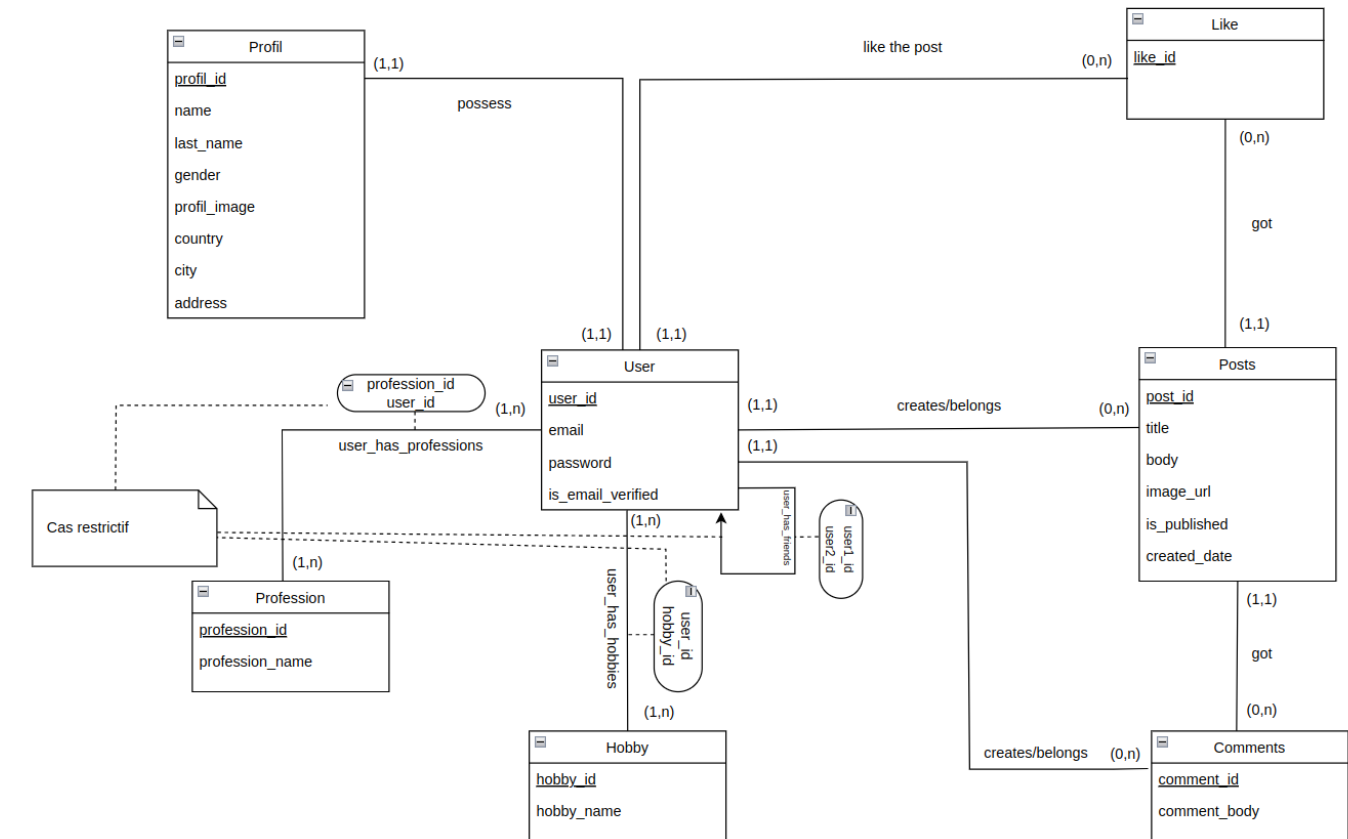 Profil
profil_id
name
last_name
gender
profil_image
country
city
address
(1,1)
possess
like the post
(0,n)
Like
like_id
(0,n)
got
(1,1)
(1,1)
(1,1)
User
user_id
email
password
is_email_verified
profession_id
user_id
(1,n)
user_has_professions
Cas restrictif
(1,n)
Profession
profession_id
profession_name
(1,1)
creates/belongs
(0,n)
(1,1)
Posts
post_id
title
body
image_url
is_published
created_date
user_has_friends
user1_id
user2_id
(1,n)
user_has_hobbies
user_id
hobby_id
(1,n)
Hobby
hobby_id
hobby_name
(1,1)
got
(0,n)
creates/belongs
(0,n)
Comments
comment_id
comment_body